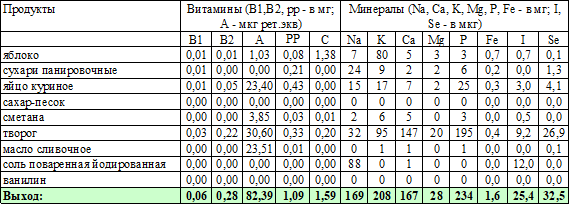 Продукты Витамины (B1,B2, pp - в мг; Минералы (Na, Ca, K, Mg, P, Fe - в мг; I,
А - мкг рет.экв) Se - в мкг)
B1 B2 A PP C Na K Ca Mg P Fe I Se
яблоко 0,01 0,01 1,03 0,08 1,38 7 80 5 3 3 0,7 0,7 0,1
сухари панировочные 0,00 0,00 0,00 0,21 0,00 24 9 2 2 6 0,2 0,0 1,3
яйцо куриное 0,01 0,05 23,40 0,43 0,00 15 17 7 2 25 0,3 3,0 4,1
сахар-песок 0,00 0,00 0,00 0,00 0,00 0 0 0 0 0 0,0 0,0 0,0
сметана 0,00 0,00 3,85 0,03 0,01 2 6 5 0 3 0,0 0,5 0,0
творог 0,03 0,22 30,60 0,33 0,20 32 95 147 20 195 0,4 9,2 26,9
масло сливочное 0,00 0,00 23,51 0,01 0,00 0 1 1 0 1 0,0 0,0 0,0
соль поваренная йодированная 0,00 0,00 0,00 0,00 0,00 88 0 1 0 0 0,0 12,0 0,0
ванилин 0,00 0,00 0,00 0,00 0,00 0 0 0 0 0 0,0 0,0 0,0
Выход: 0,06 0,28 82,39 1,09 1,59 169 208 167 28 234 1,6 25,4 32,5